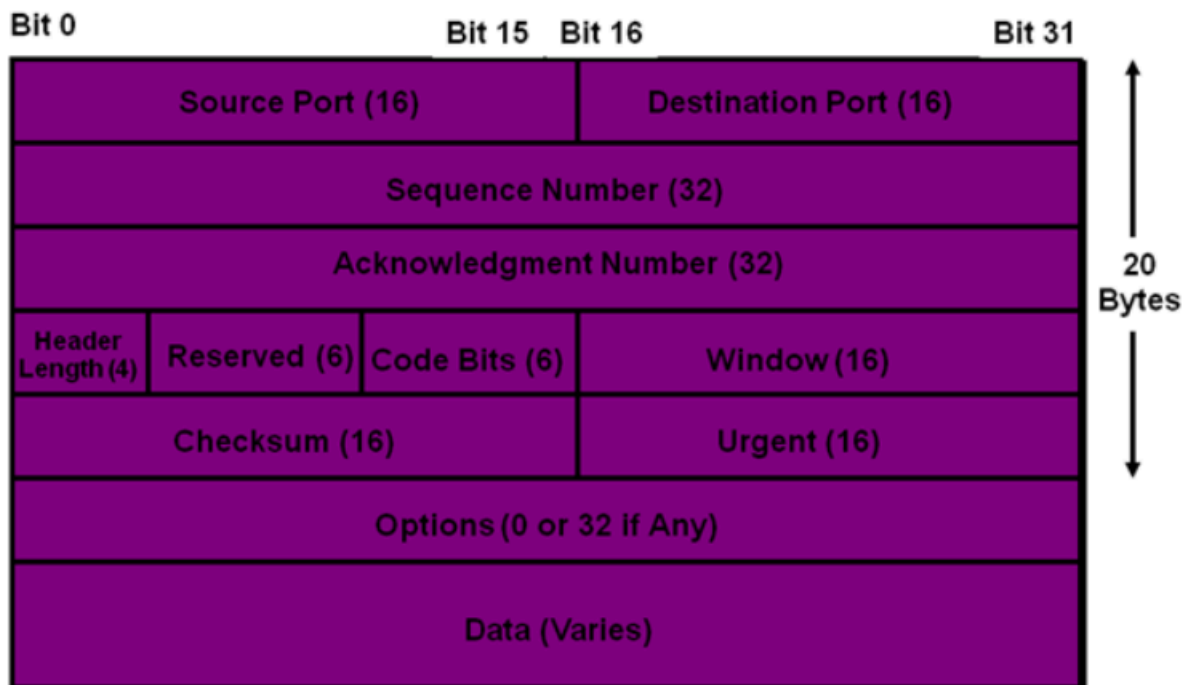 Bit 0
Bit 15
Bit 16
Bit 31
Source Port (16)
Destination Port (16)
Sequence Number (32)
Acknowledgment Number (32)
20
Bytes
Header
Length (4)
Reserved (6)
Code Bits (6)
Window (16)
Checksum (16)
Urgent (16)
Options (0 or 32 if Any)
Data (Varies)